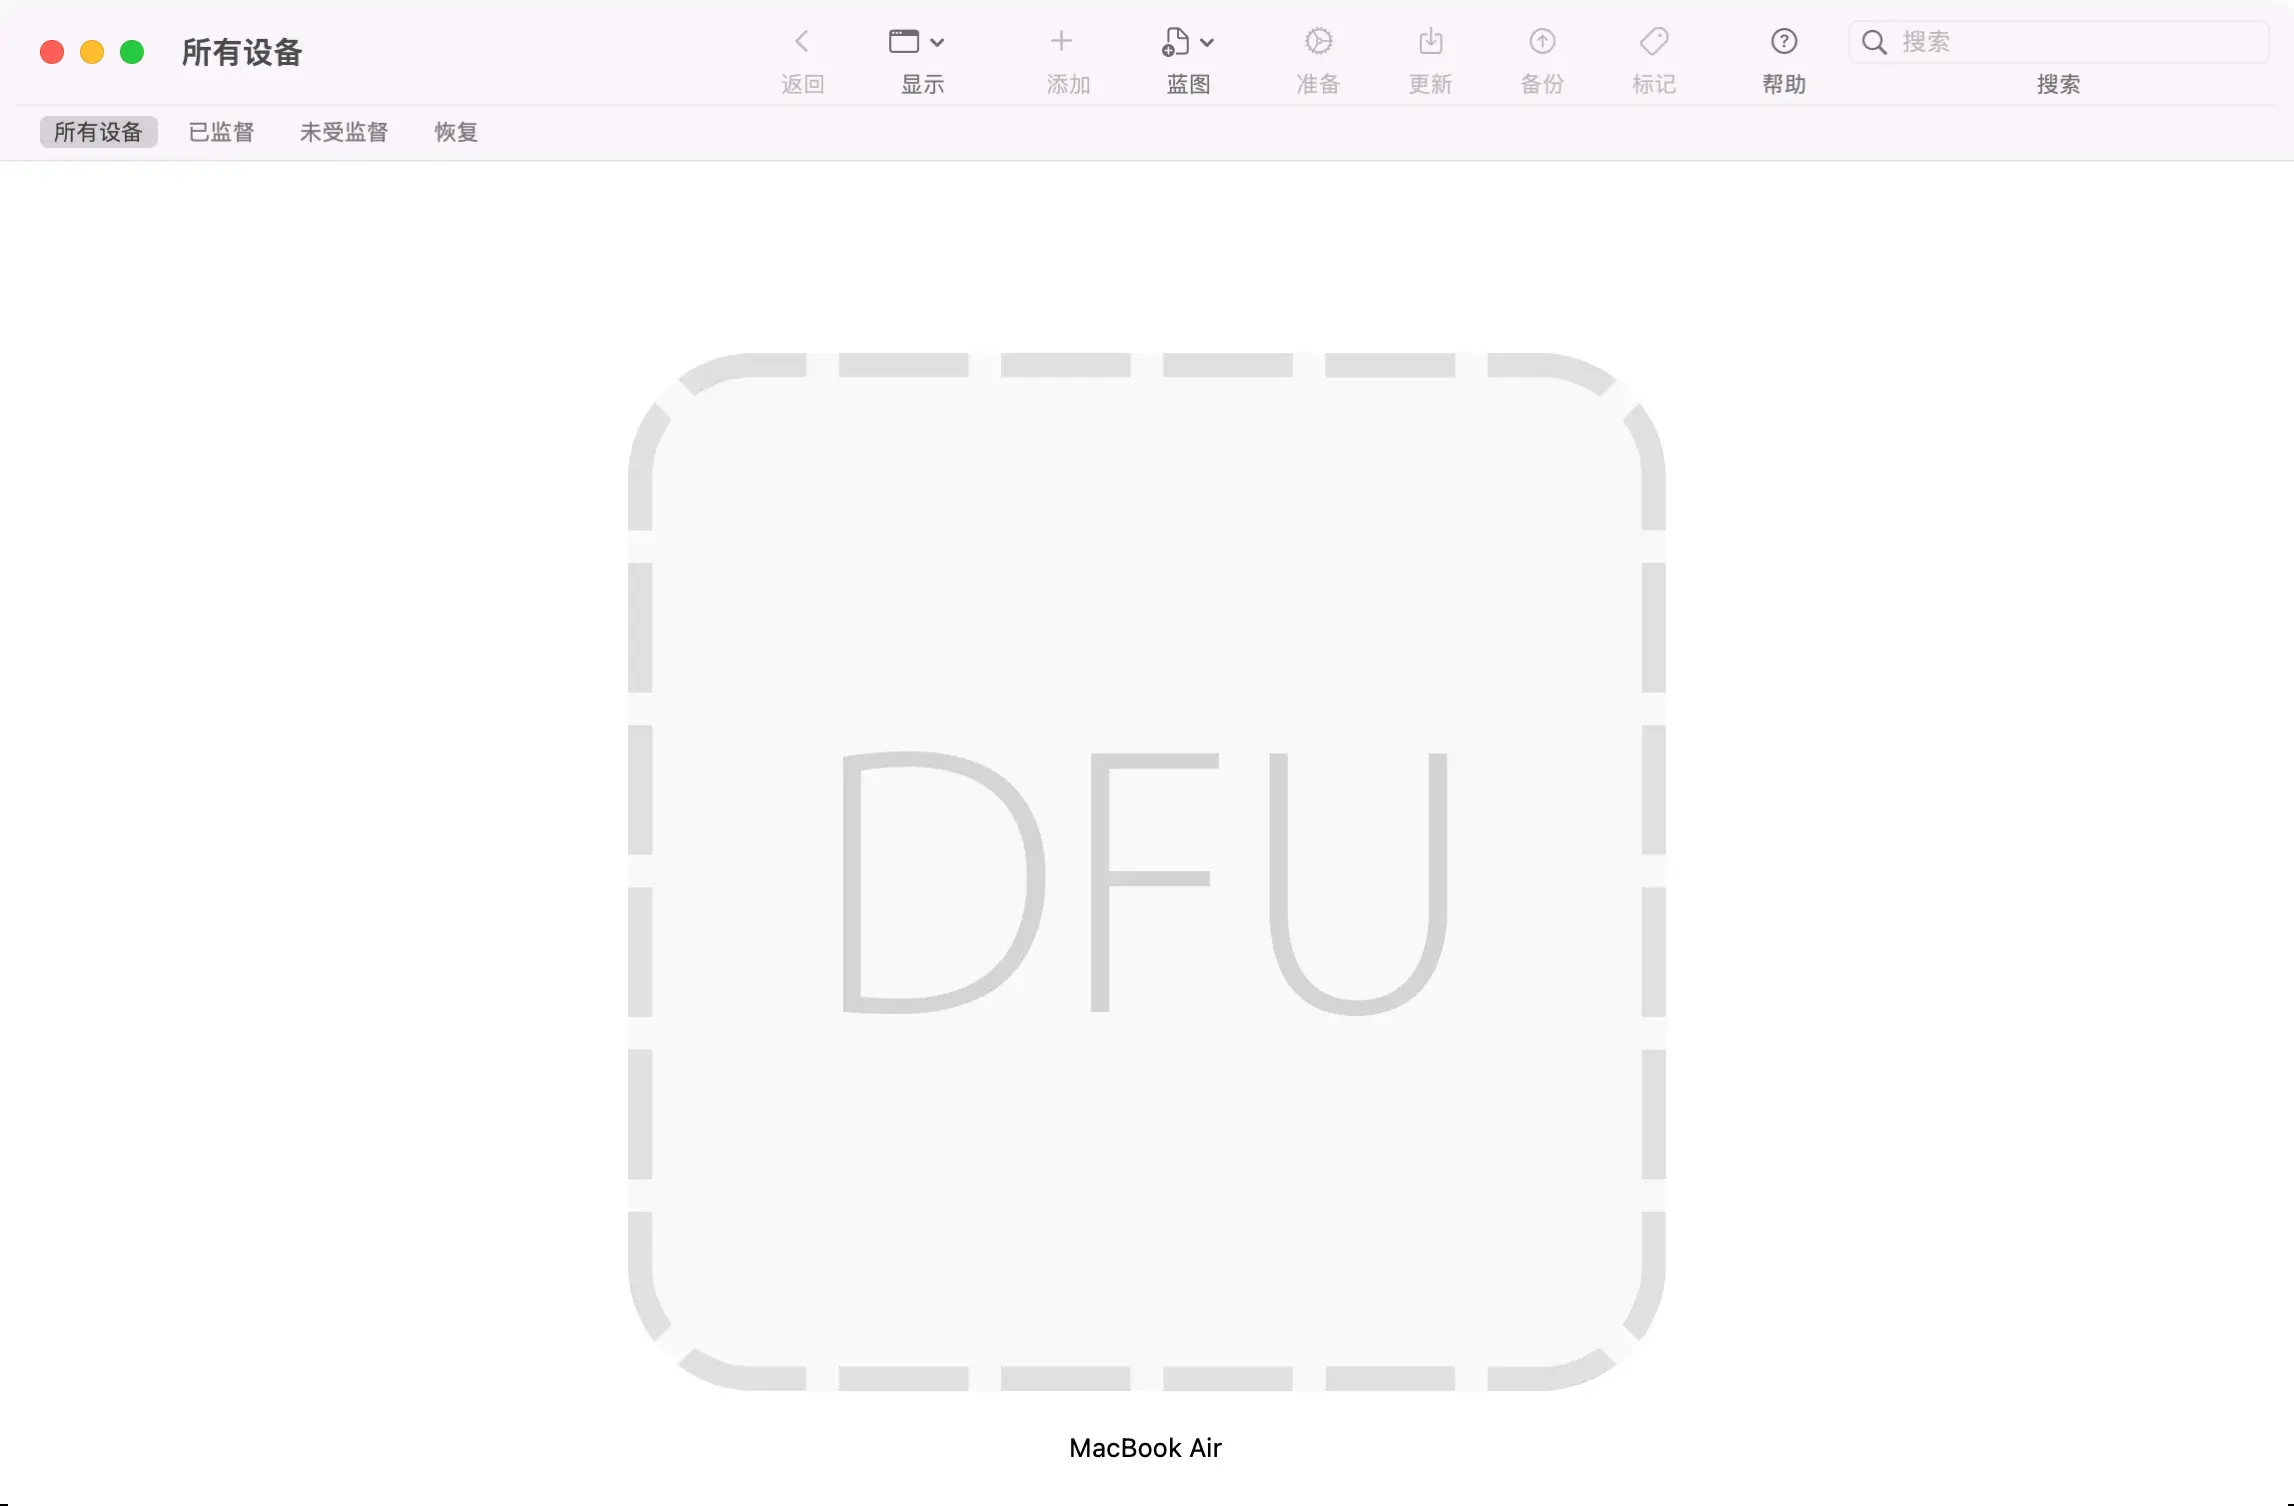 所有设备
返回
显示
添加
蓝图
准备
更新
备份
标记
帮助
搜索
搜索
所有设备
已监督
未受监督
恢复
DFU
MacBook Air